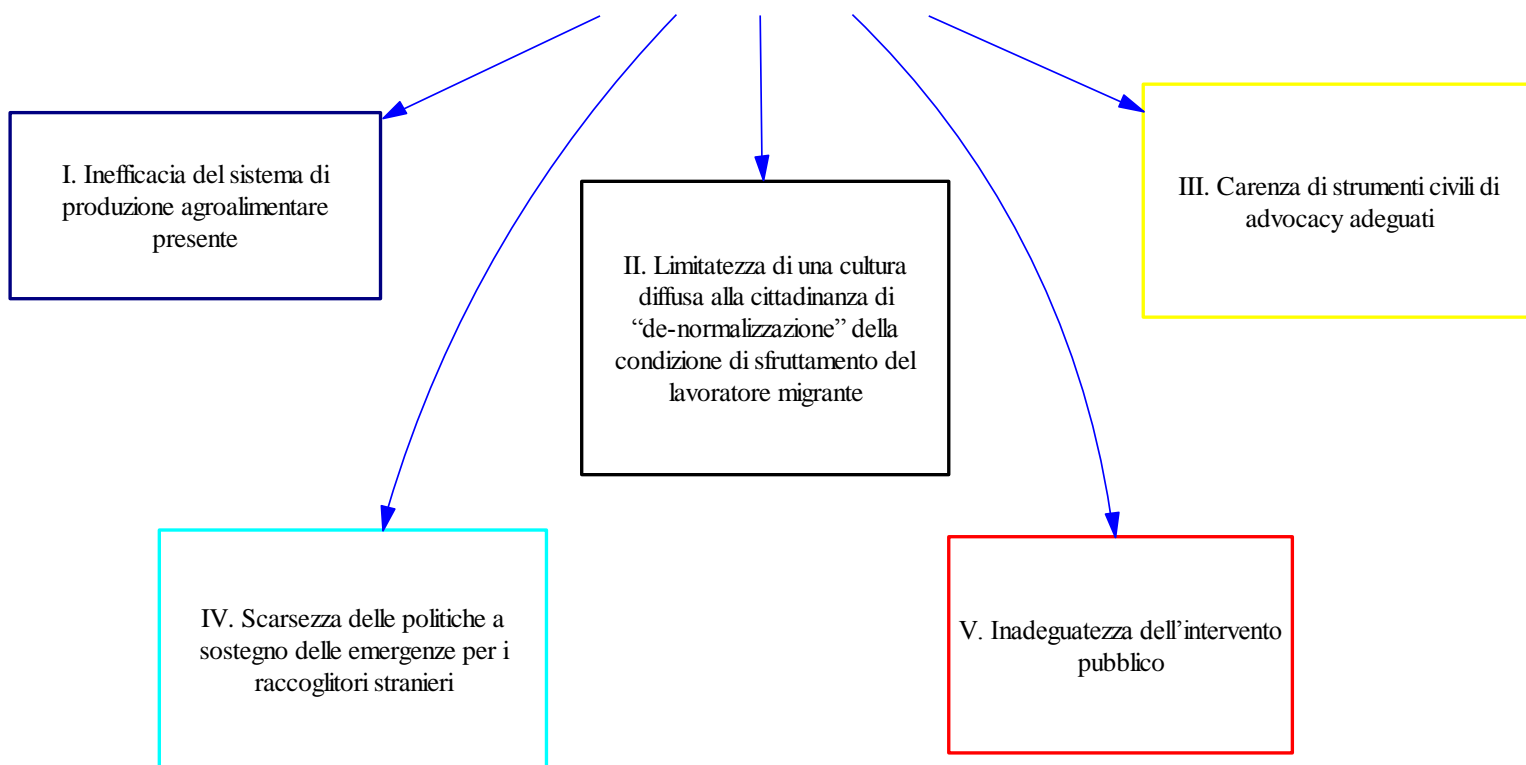 I. Inefficacia del sistema di
produzione agroalimentare
presente
II. Limitatezza di una cultura
diffusa alla cittadinanza di
“de-normalizzazione” della
condizione di sfruttamento del
lavoratore migrante
III. Carenza di strumenti civili di
advocacy adeguati
IV. Scarsezza delle politiche a
sostegno delle emergenze per i
raccoglitori stranieri
V. Inadeguatezza dell’intervento
pubblico